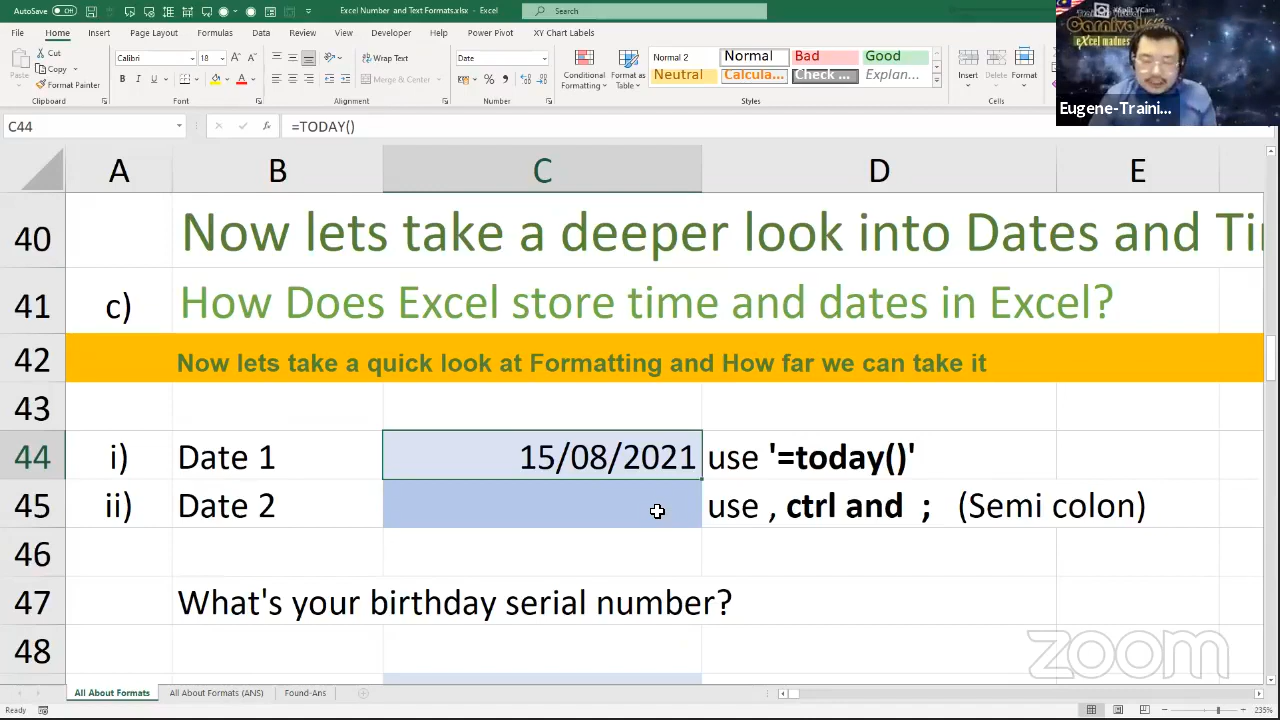 AutoSave Off
Excel Number and Text Formats.xlsx - Excel
Search
File Home Insert Page Layout Formulas Data Review View Developer Help Power Pivot XY Chart Labels
Cut
Copy
Format Painter
Paste
Clipboard
Calibri 18
B I U
Font
Wrap Text
Merge & Center
Alignment
Date
Number
Conditional Formatting
Format as Table
Normal 2 Normal Bad Good
Neutral Calcula... Check ... Explan...
Styles
Insert Delete Format
Cells
Carnival
Eugene-Traini...
C44 fx =TODAY()
A B C D E
40 Now lets take a deeper look into Dates and Ti
41 c) How Does Excel store time and dates in Excel?
42 Now lets take a quick look at Formatting and How far we can take it
43
44 i) Date 1 15/08/2021 use '=today()'
45 ii) Date 2 use , ctrl and ; (Semi colon)
46
47 What's your birthday serial number?
48
zoom
All About Formats All About Formats (ANS) Found-Ans
Ready 235%